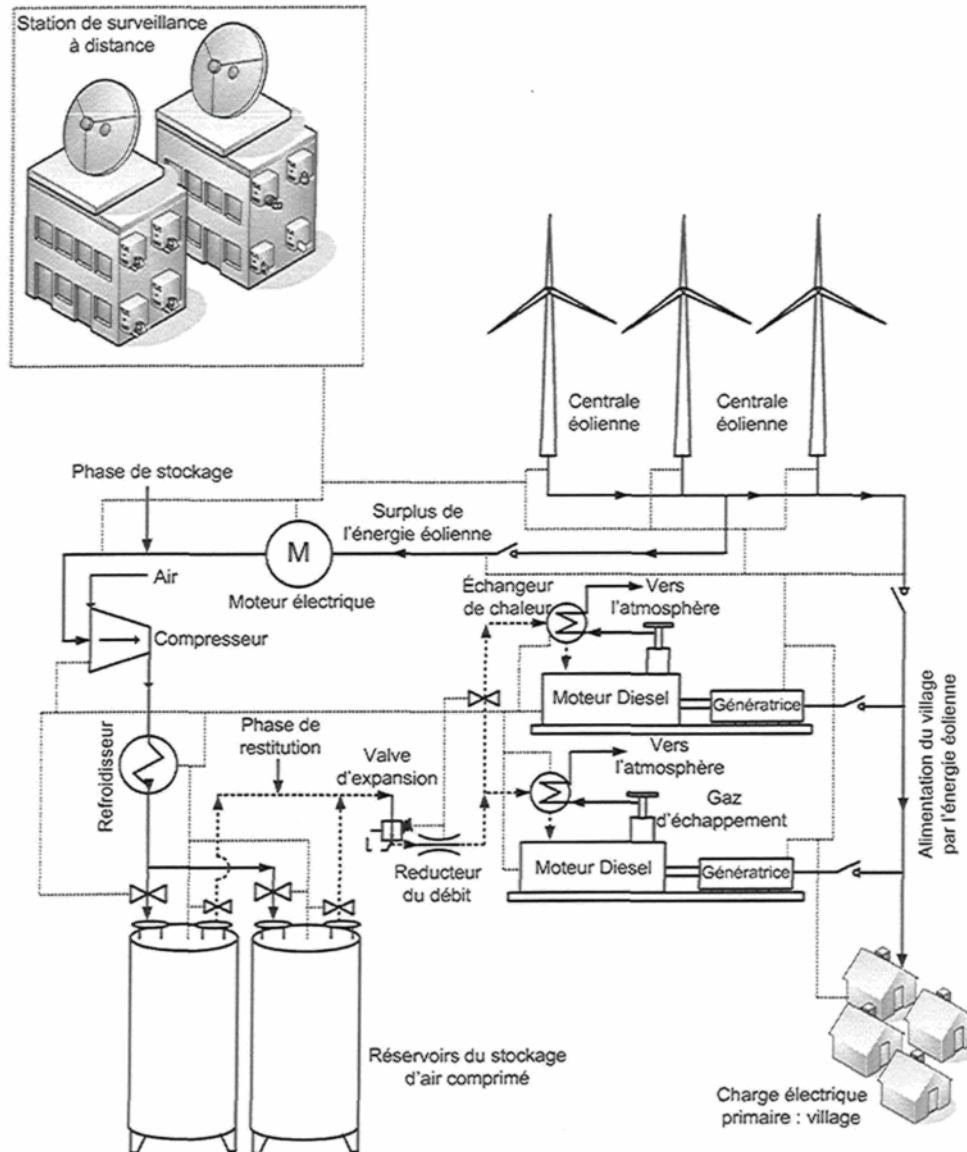 Station de surveillance
à distance
Centrale
éolienne
Centrale
éolienne
Phase de stockage
Surplus de
l'énergie éolienne
M
Air
Moteur électrique
Échangeur
de chaleur
Vers
l'atmosphère
Compresseur
Moteur Diesel
Génératrice
Phase de
restitution
Valve
d'expansion
Vers
l'atmosphère
Refroidisseur
Gaz
d'échappement
Alimentation du village
par l'énergie éolienne
Reducteur
du débit
Moteur Diesel
Génératrice
Réservoirs du stockage
d'air comprimé
Charge électrique
primaire : village